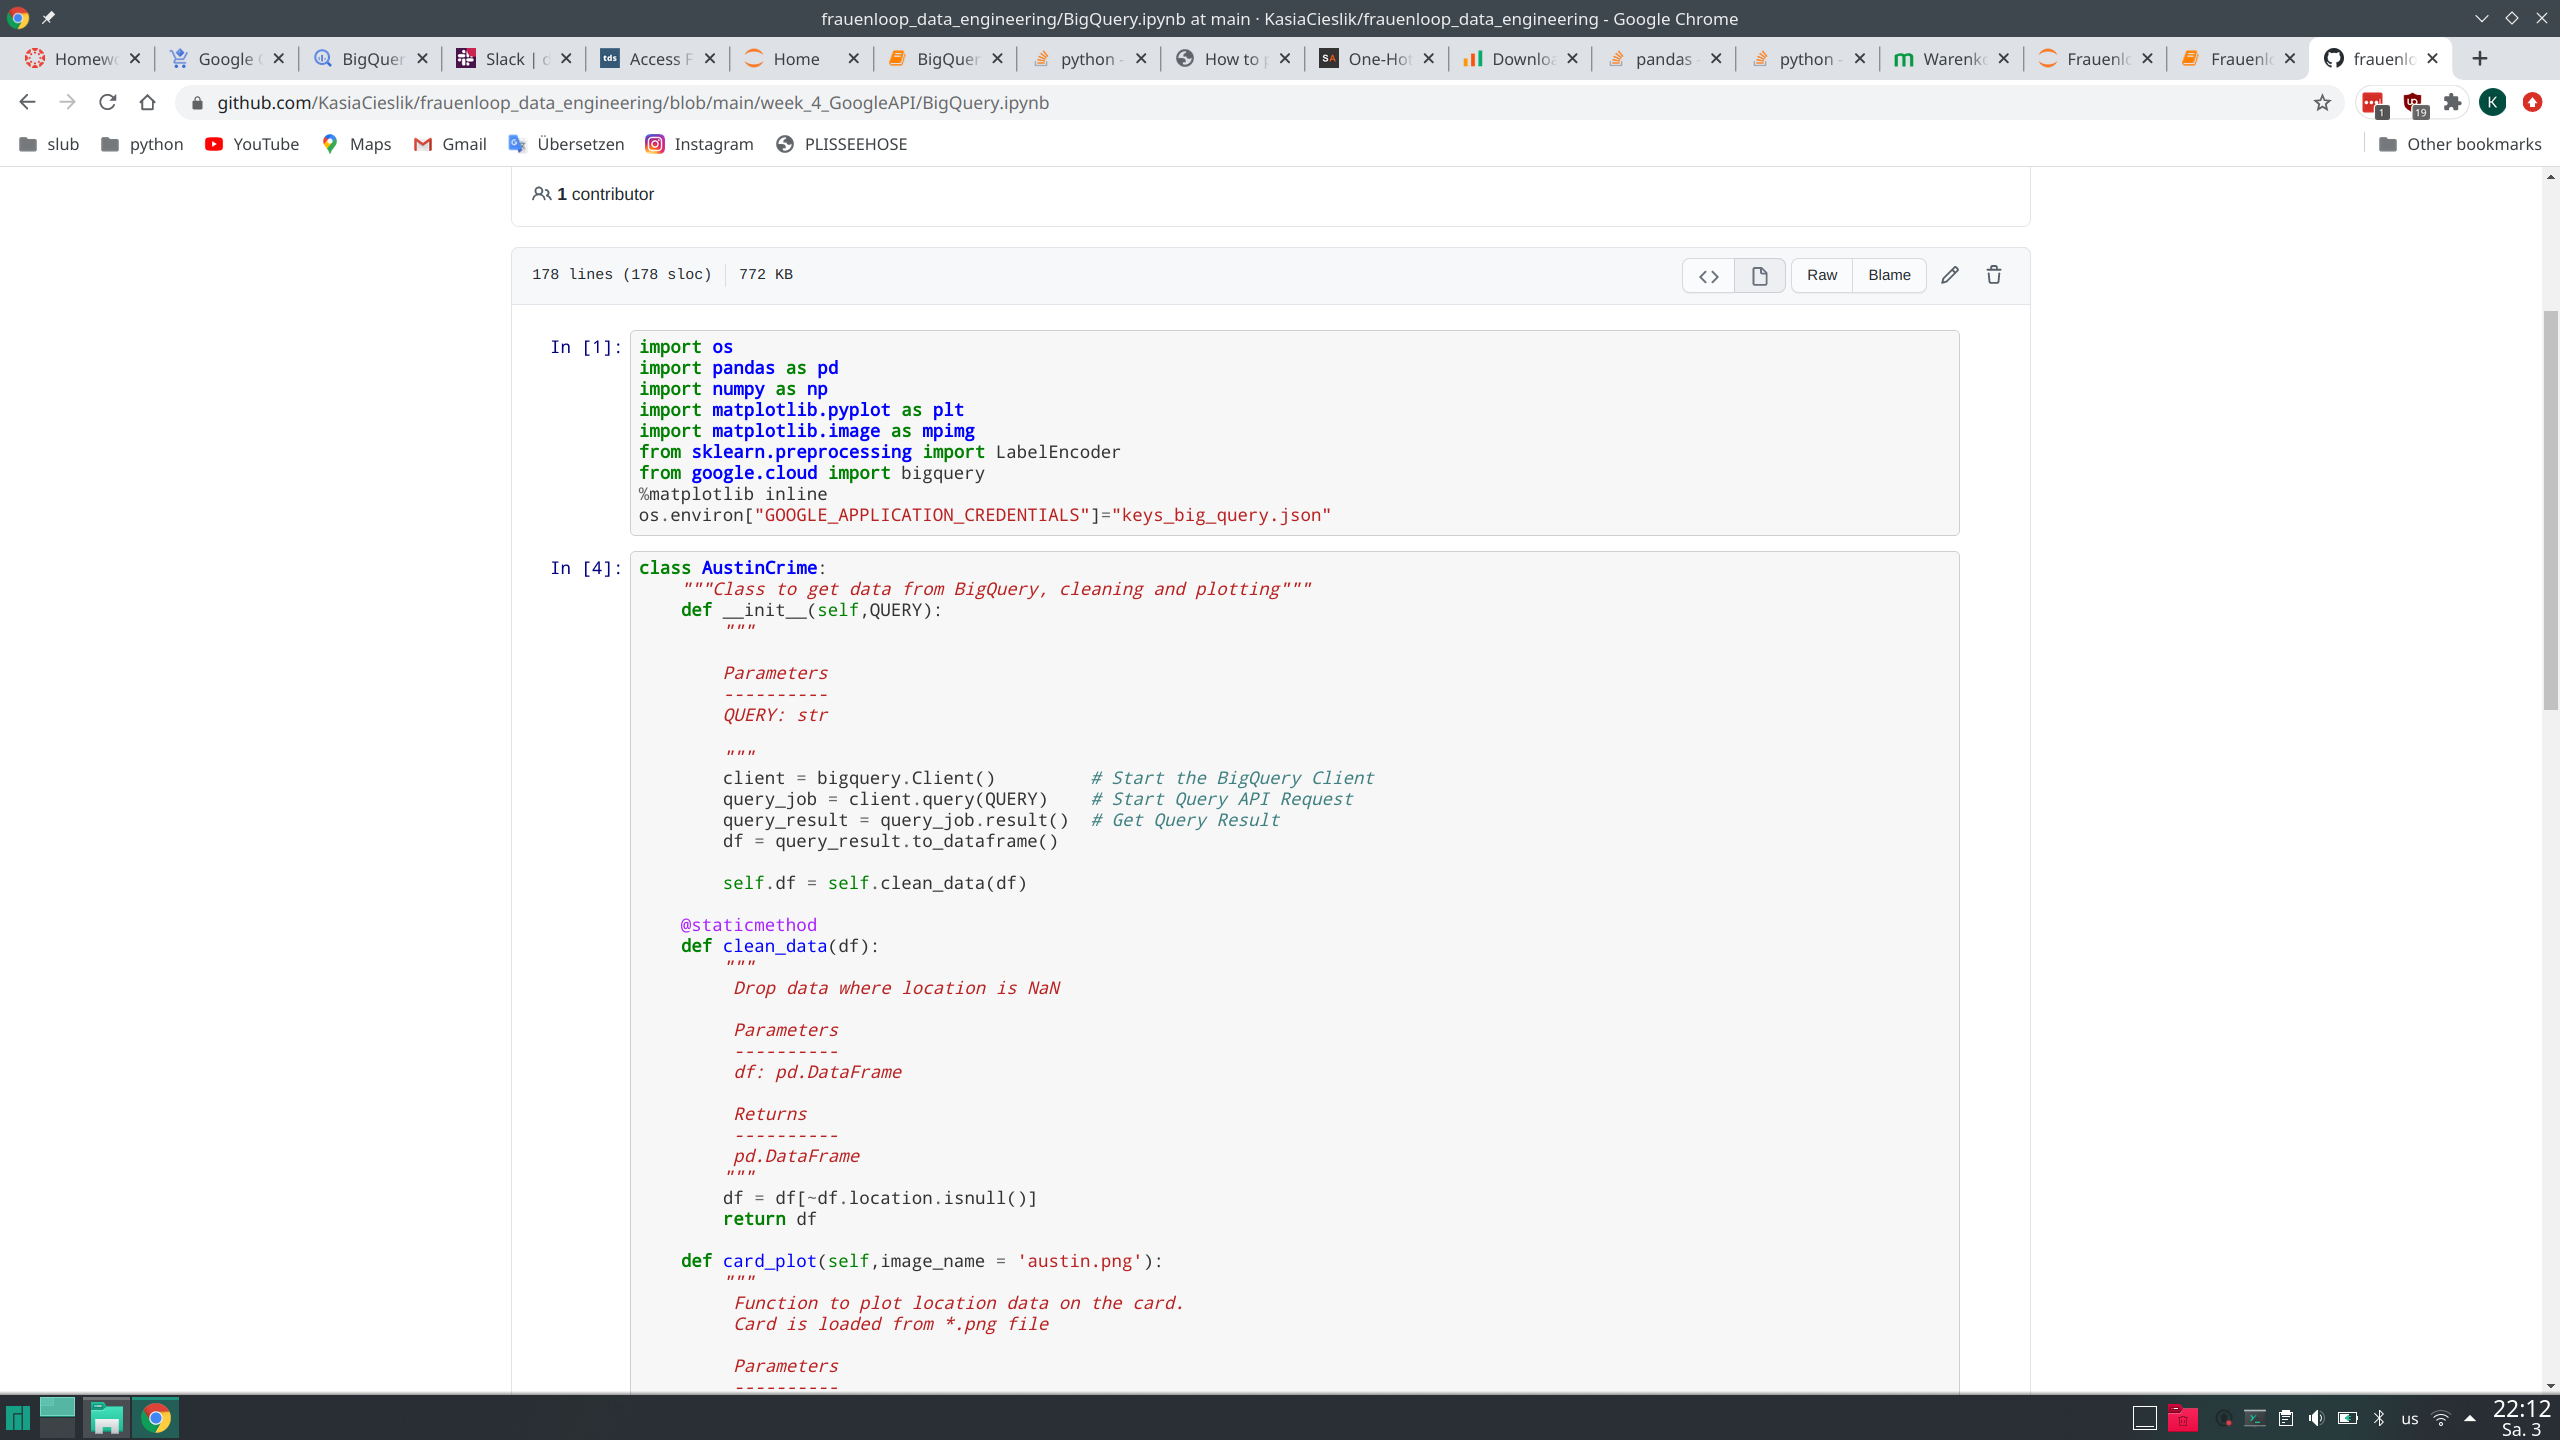 frauenloop_data_engineering/BigQuery.ipynb at main · KasiaCieslik/frauenloop_data_engineering - Google Chrome
Homew Google BigQuer Slack | d Access F Home BigQuer python - How to p One-Hot Downloa pandas - python - Warenko Frauenlo Frauenlo frauenlo
github.com/KasiaCieslik/frauenloop_data_engineering/blob/main/week_4_GoogleAPI/BigQuery.ipynb
1 19 K
slub python YouTube Maps Gmail Übersetzen Instagram PLISSEEHOSE Other bookmarks
1 contributor
178 lines (178 sloc) 772 KB Raw Blame
In [1]: import os
import pandas as pd
import numpy as np
import matplotlib.pyplot as plt
import matplotlib.image as mpimg
from sklearn.preprocessing import LabelEncoder
from google.cloud import bigquery
%matplotlib inline
os.environ["GOOGLE_APPLICATION_CREDENTIALS"]="keys_big_query.json"
In [4]: class AustinCrime:
"""Class to get data from BigQuery, cleaning and plotting"""
def __init__(self,QUERY):
"""
Parameters
----------
QUERY: str
"""
client = bigquery.Client() # Start the BigQuery Client
query_job = client.query(QUERY) # Start Query API Request
query_result = query_job.result() # Get Query Result
df = query_result.to_dataframe()
self.df = self.clean_data(df)
@staticmethod
def clean_data(df):
"""
Drop data where location is NaN
Parameters
----------
df: pd.DataFrame
Returns
----------
pd.DataFrame
"""
df = df[~df.location.isnull()]
return df
def card_plot(self,image_name = 'austin.png'):
"""
Function to plot location data on the card.
Card is loaded from *.png file
Parameters
----------
us 22:12
Sa. 3